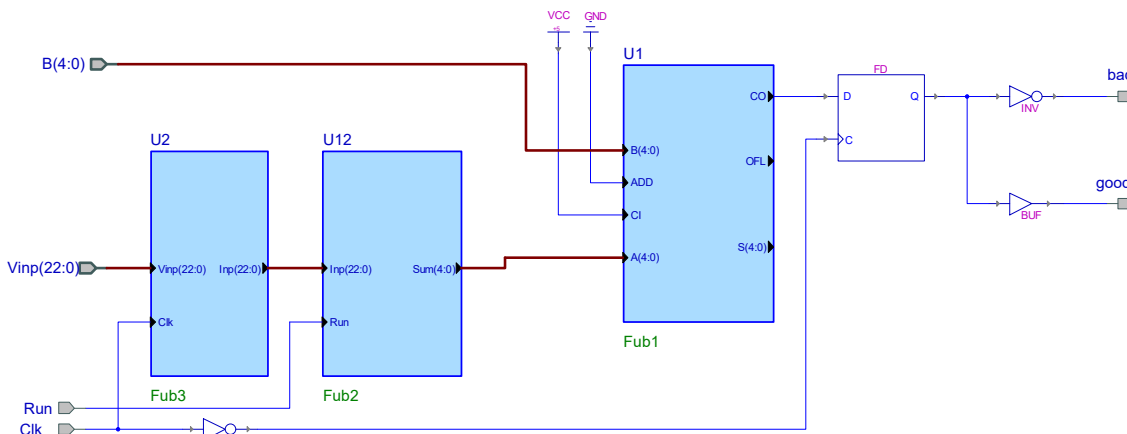 VCC
+5
GND
U1
B(4:0)
FD
CO
D
Q
bad
INV
C
U2
U12
B(4:0)
OFL
ADD
good
CI
BUF
S(4:0)
Vinp(22:0)
Vinp(22:0)
Inp(22:0)
Inp(22:0)
Sum(4:0)
A(4:0)
Clk
Run
Fub1
Fub3
Fub2
Run
Clk